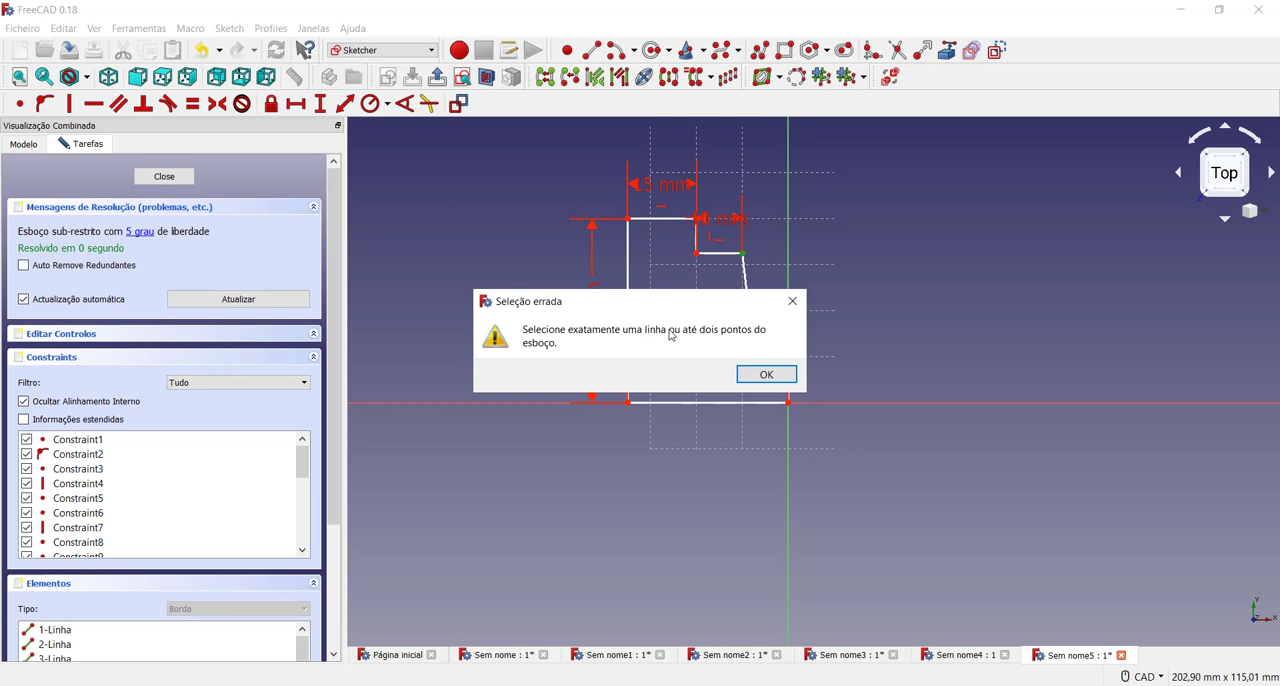 FreeCAD 0.18
Ficheiro Editar Ver Ferramentas Macro Sketch Profiles Janelas Ajuda
Sketcher
Visualização Combinada
Modelo Tarefas
Close
Mensagens de Resolução (problemas, etc.)
Esboço sub-restrito com 5 grau de liberdade
Resolvido em 0 segundo
Auto Remove Redundantes
Actualização automática Atualizar
Editar Controlos
Constraints
Filtro: Tudo
Ocultar Alinhamento Interno
Informações estendidas
Constraint1
Constraint2
Constraint3
Constraint4
Constraint5
Constraint6
Constraint7
Constraint8
Constraint9
Elementos
Tipo: Borda
1-Linha
2-Linha
3-Linha
15 mm
mm
Top
Seleção errada
Selecione exatamente uma linha ou até dois pontos do
esboço.
OK
Y
Z X
Página inicial Sem nome : 1* Sem nome1 : 1* Sem nome2 : 1* Sem nome3 : 1* Sem nome4 : 1 Sem nome5 : 1*
CAD 202,90 mm x 115,01 mm